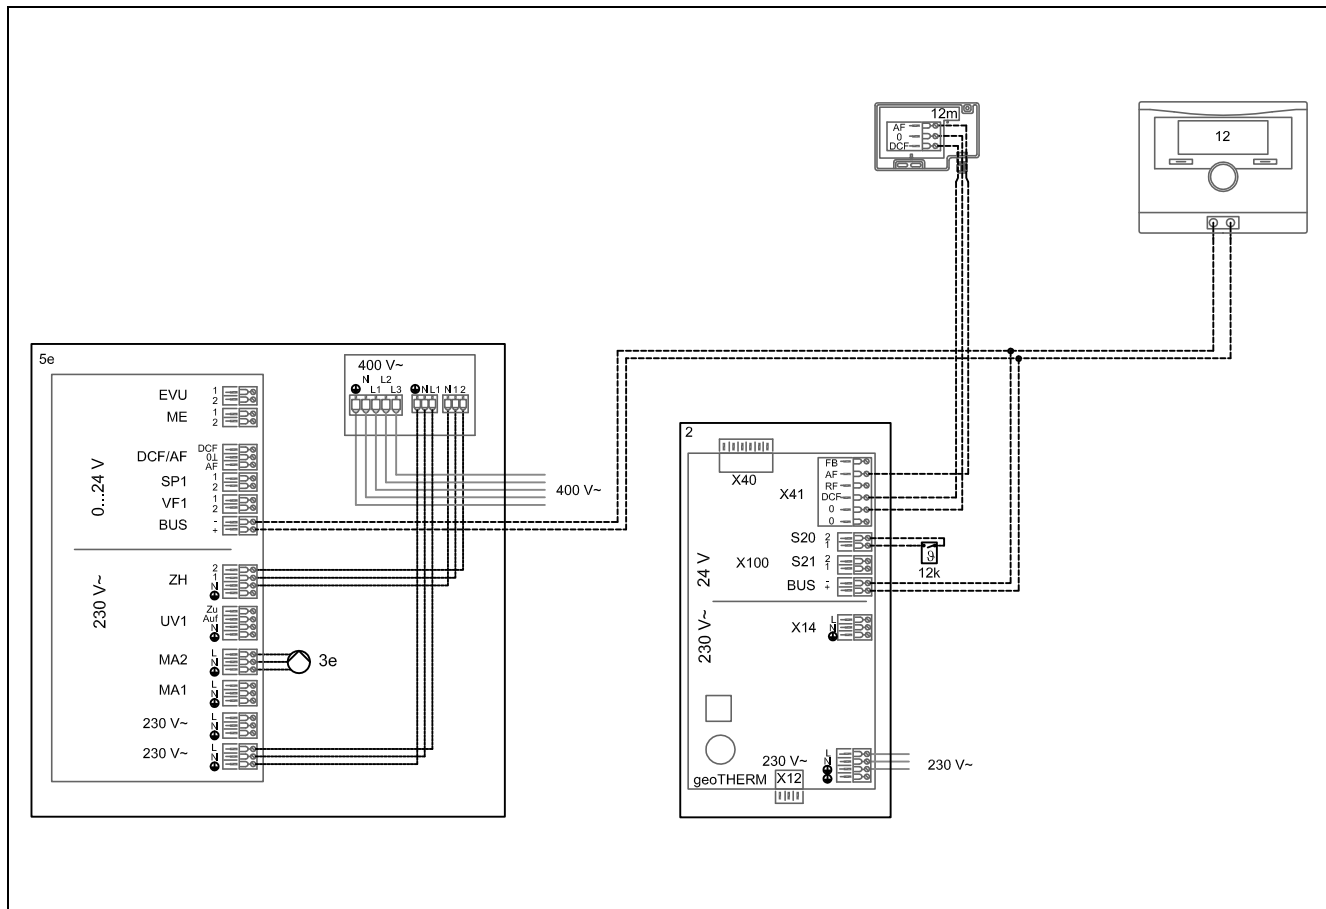 12m
AF
0
DCF
12
5e
400 V~
N L2
L1 L3
N L1
N 1 2
EVU 1
2
ME 1
2
DCF/AF DCF
0⊥
AF
SP1 1
2
VF1 1
2
BUS -
+
0...24 V
400 V~
230 V~
ZH 2
1
N
UV1 Zu
Auf
N
MA2 L
N
3e
MA1 L
N
230 V~ L
N
230 V~ L
N
2
X40
X41
FB
AF
RF
DCF
0
0
24 V
X100
S20 2
1
S21 2
1
BUS -
+
ϑ
12k
230 V~
X14 L
N
230 V~ L
N
230 V~
geoTHERM X12